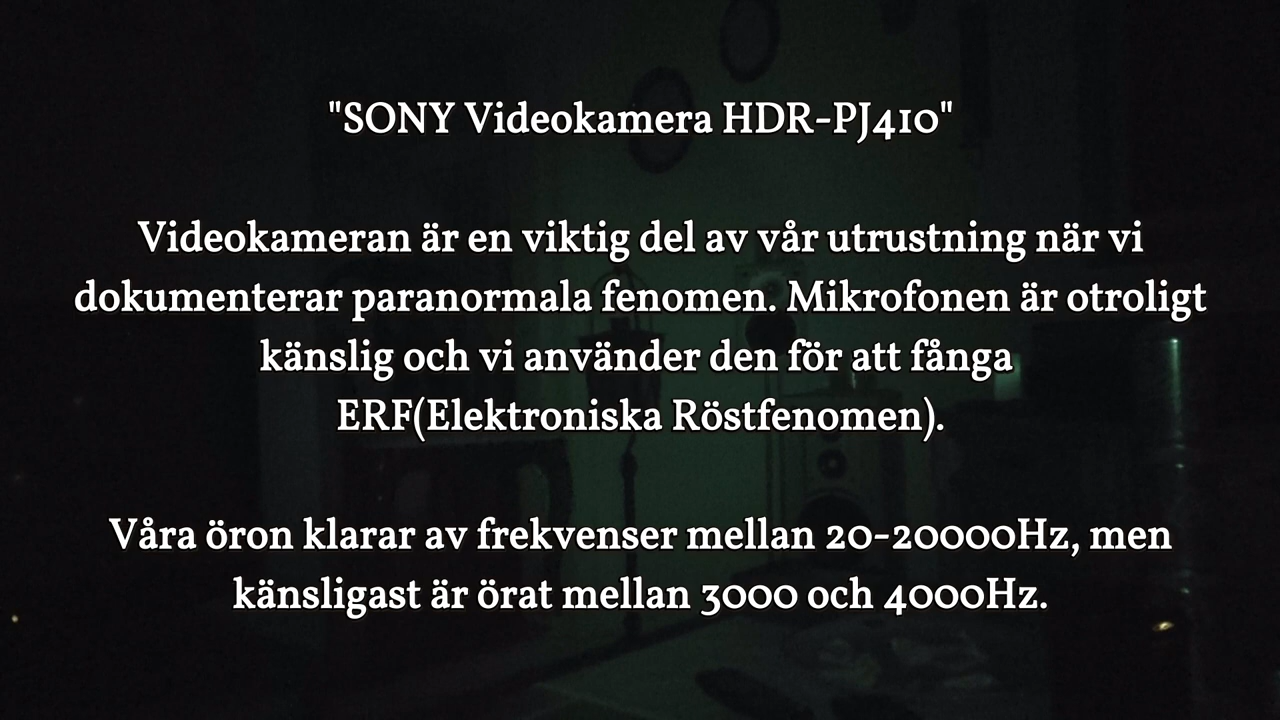 "SONY Videokamera HDR-PJ410"
Videokameran är en viktig del av vår utrustning när vi
dokumenterar paranormala fenomen. Mikrofonen är otroligt
känslig och vi använder den för att fånga
ERF(Elektroniska Röstfenomen).
Våra öron klarar av frekvenser mellan 20-20000Hz, men
känsligast är örat mellan 3000 och 4000Hz.